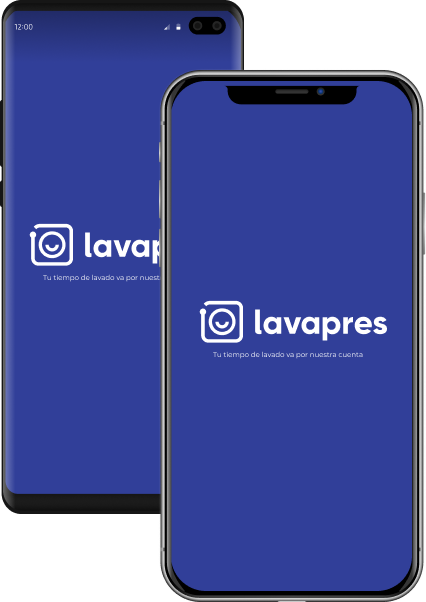 12:00
lavap
Tu tiempo de lavado va por nuest
lavapres
Tu tiempo de lavado va por nuestra cuenta